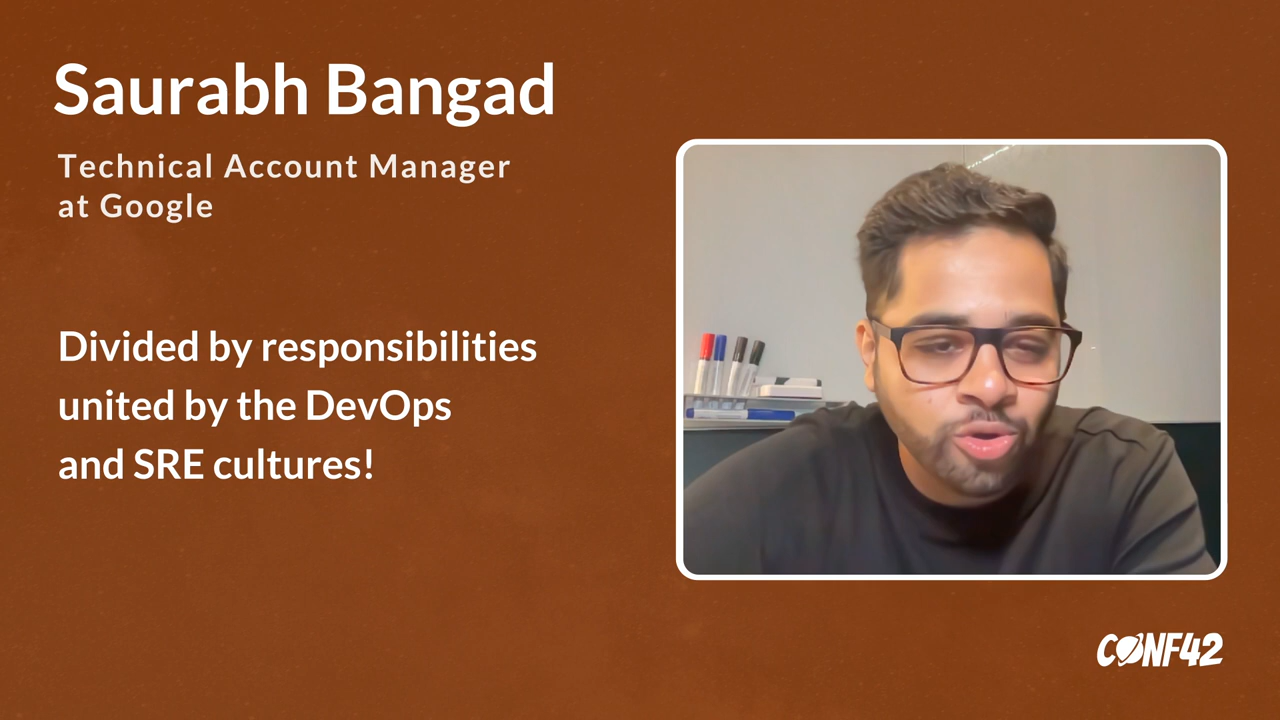 Saurabh Bangad
Technical Account Manager
at Google
Divided by responsibilities
united by the DevOps
and SRE cultures!
CONF42